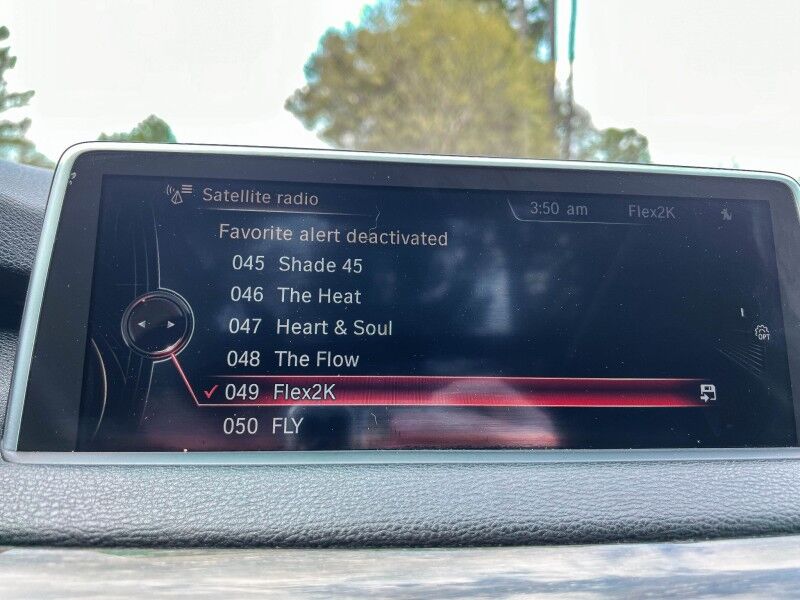 Satellite radio
3:50 am Flex2K
Favorite alert deactivated
045 Shade 45
046 The Heat
047 Heart & Soul
048 The Flow
049 Flex2K
050 FLY
OPT